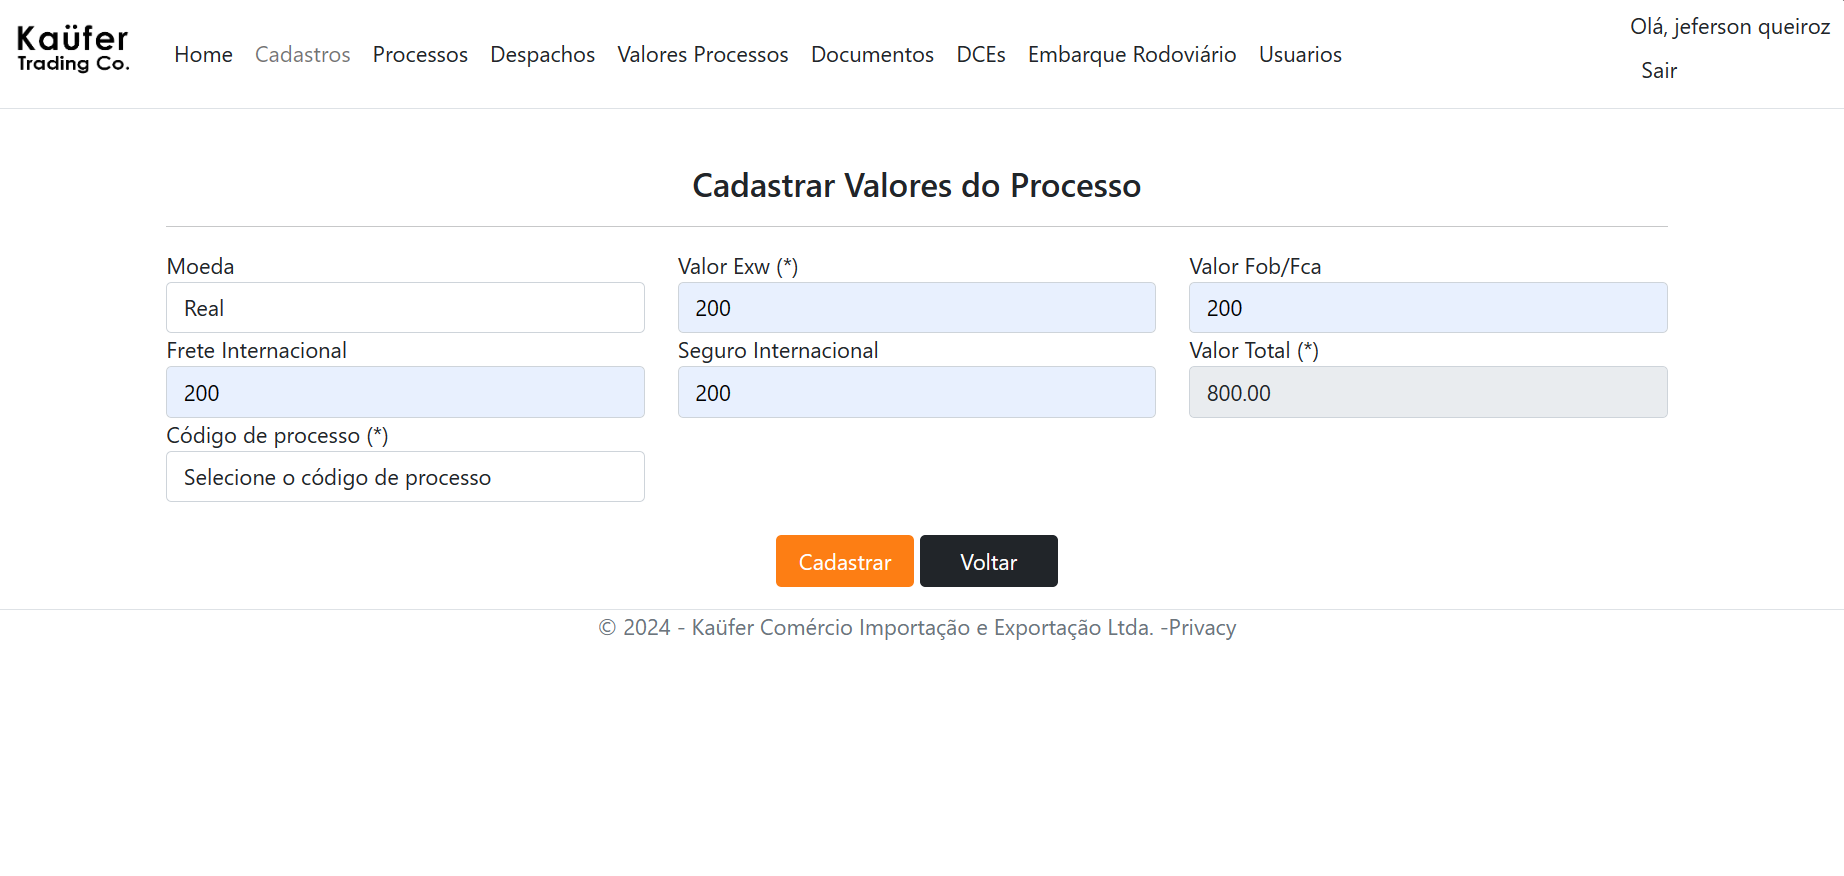 Kaüfer
Trading Co.
Home Cadastros Processos Despachos Valores Processos Documentos DCEs Embarque Rodoviário Usuarios
Olá, jeferson queiroz
Sair
Cadastrar Valores do Processo
Moeda Valor Exw (*) Valor Fob/Fca
Real 200 200
Frete Internacional Seguro Internacional Valor Total (*)
200 200 800.00
Código de processo (*)
Selecione o código de processo
Cadastrar Voltar
© 2024 - Kaüfer Comércio Importação e Exportação Ltda. -Privacy